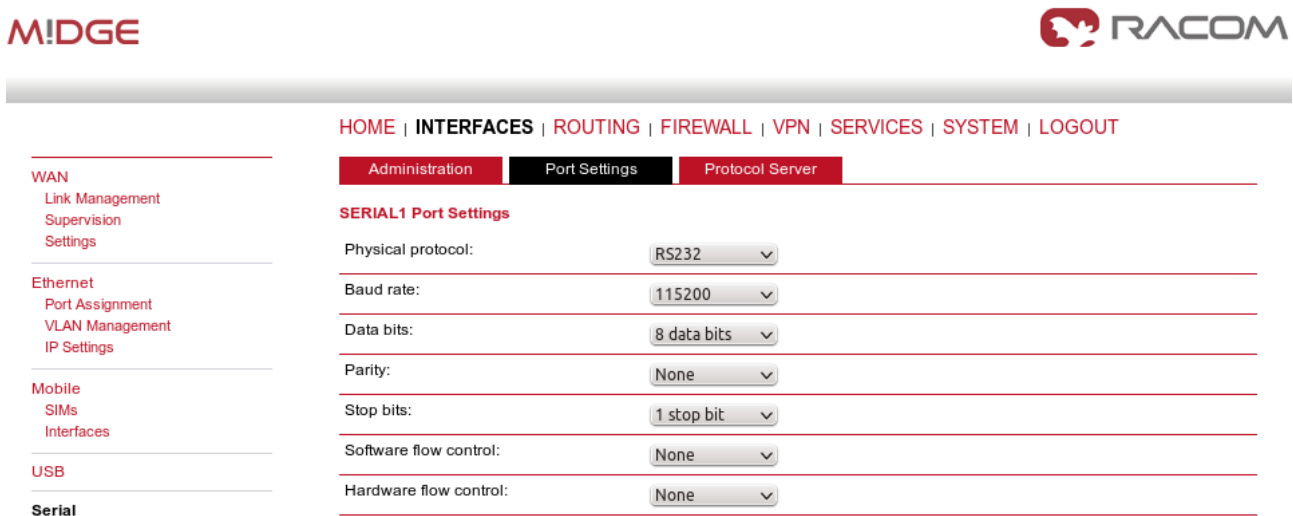 M!DGE
RACOM
HOME | INTERFACES | ROUTING | FIREWALL | VPN | SERVICES | SYSTEM | LOGOUT
WAN
Link Management
Supervision
Settings
Ethernet
Port Assignment
VLAN Management
IP Settings
Mobile
SIMs
Interfaces
USB
Serial
Administration Port Settings Protocol Server
SERIAL1 Port Settings
Physical protocol: RS232
Baud rate: 115200
Data bits: 8 data bits
Parity: None
Stop bits: 1 stop bit
Software flow control: None
Hardware flow control: None